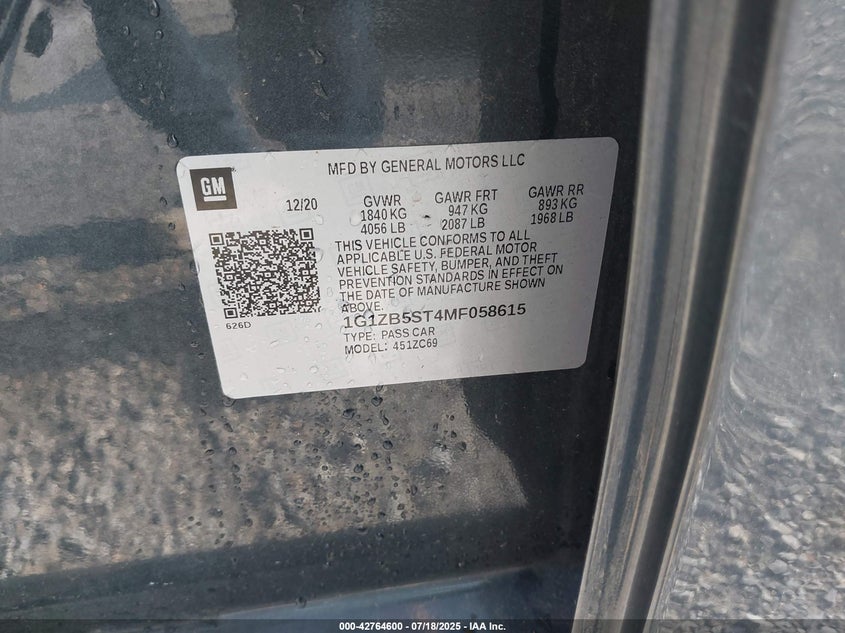 MFD BY GENERAL MOTORS LLC
GM
12/20
GVWR
1840 KG
4056 LB
GAWR FRT
947 KG
2087 LB
GAWR RR
893 KG
1968 LB
THIS VEHICLE CONFORMS TO ALL
APPLICABLE U.S. FEDERAL MOTOR
VEHICLE SAFETY, BUMPER, AND THEFT
PREVENTION STANDARDS IN EFFECT ON
THE DATE OF MANUFACTURE SHOWN
ABOVE.
626D
1G1ZB5ST4MF058615
TYPE: PASS CAR
MODEL: 451ZC69
000-42764600 - 07/18/2025 - IAA Inc.